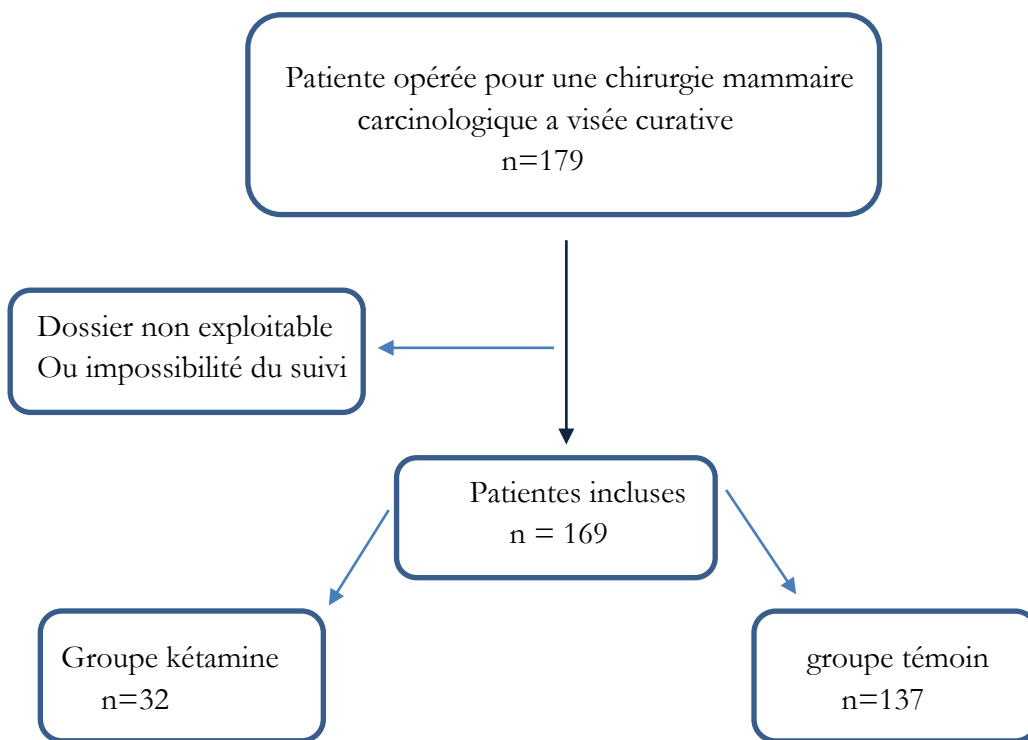 Patiente opérée pour une chirurgie mammaire
carcinologique a visée curative
n=179
Dossier non exploitable
Ou impossibilité du suivi
Patientes incluses
n = 169
Groupe kétamine
n=32
groupe témoin
n=137